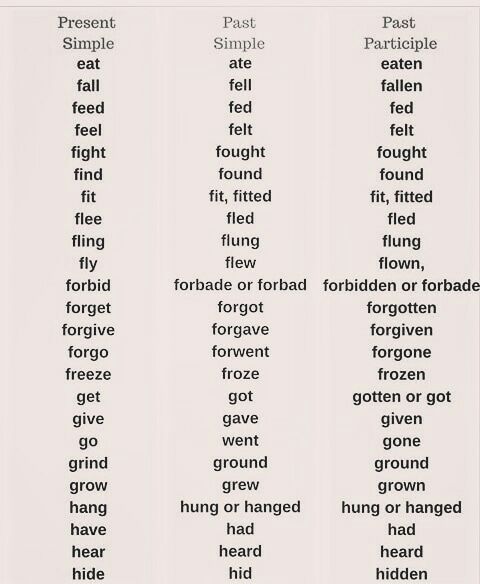 Present Past Past
Simple Simple Participle
eat ate eaten
fall fell fallen
feed fed fed
feel felt felt
fight fought fought
find found found
fit fit, fitted fit, fitted
flee fled fled
fling flung flung
fly flew flown,
forbid forbade or forbad forbidden or forbade
forget forgot forgotten
forgive forgave forgiven
forgo forwent forgone
freeze froze frozen
get got gotten or got
give gave given
go went gone
grind ground ground
grow grew grown
hang hung or hanged hung or hanged
have had had
hear heard heard
hide hid hidden